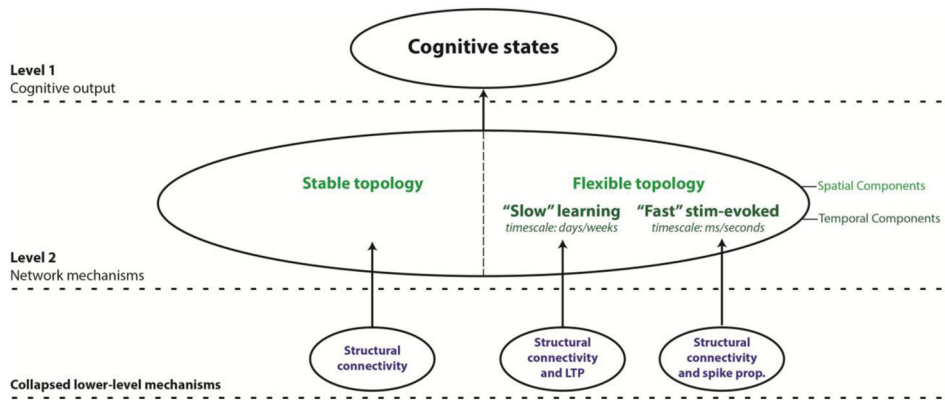 Cognitive states
Level 1
Cognitive output
Stable topology
Flexible topology
Spatial Components
“Slow” learning
“Fast” stim-evoked
timescale: days/weeks
timescale: ms/seconds
Temporal Components
Level 2
Network mechanisms
Structural
connectivity
Structural
connectivity
and LTP
Structural
connectivity
and spike prop.
Collapsed lower-level mechanisms